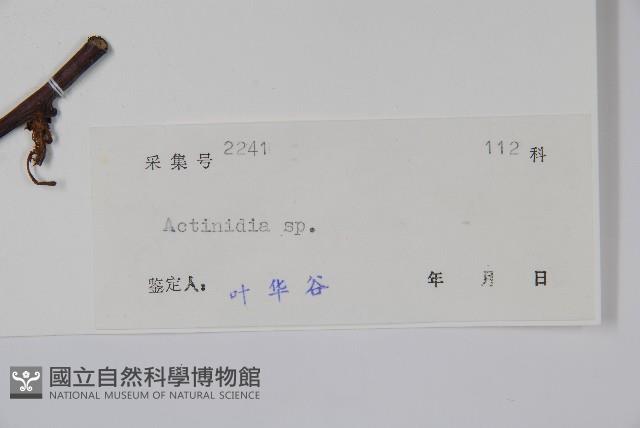 采集号 2241 112 科
Actinidia sp.
鉴定人: 叶华谷 年 月 日
國立自然科學博物館
NATIONAL MUSEUM OF NATURAL SCIENCE